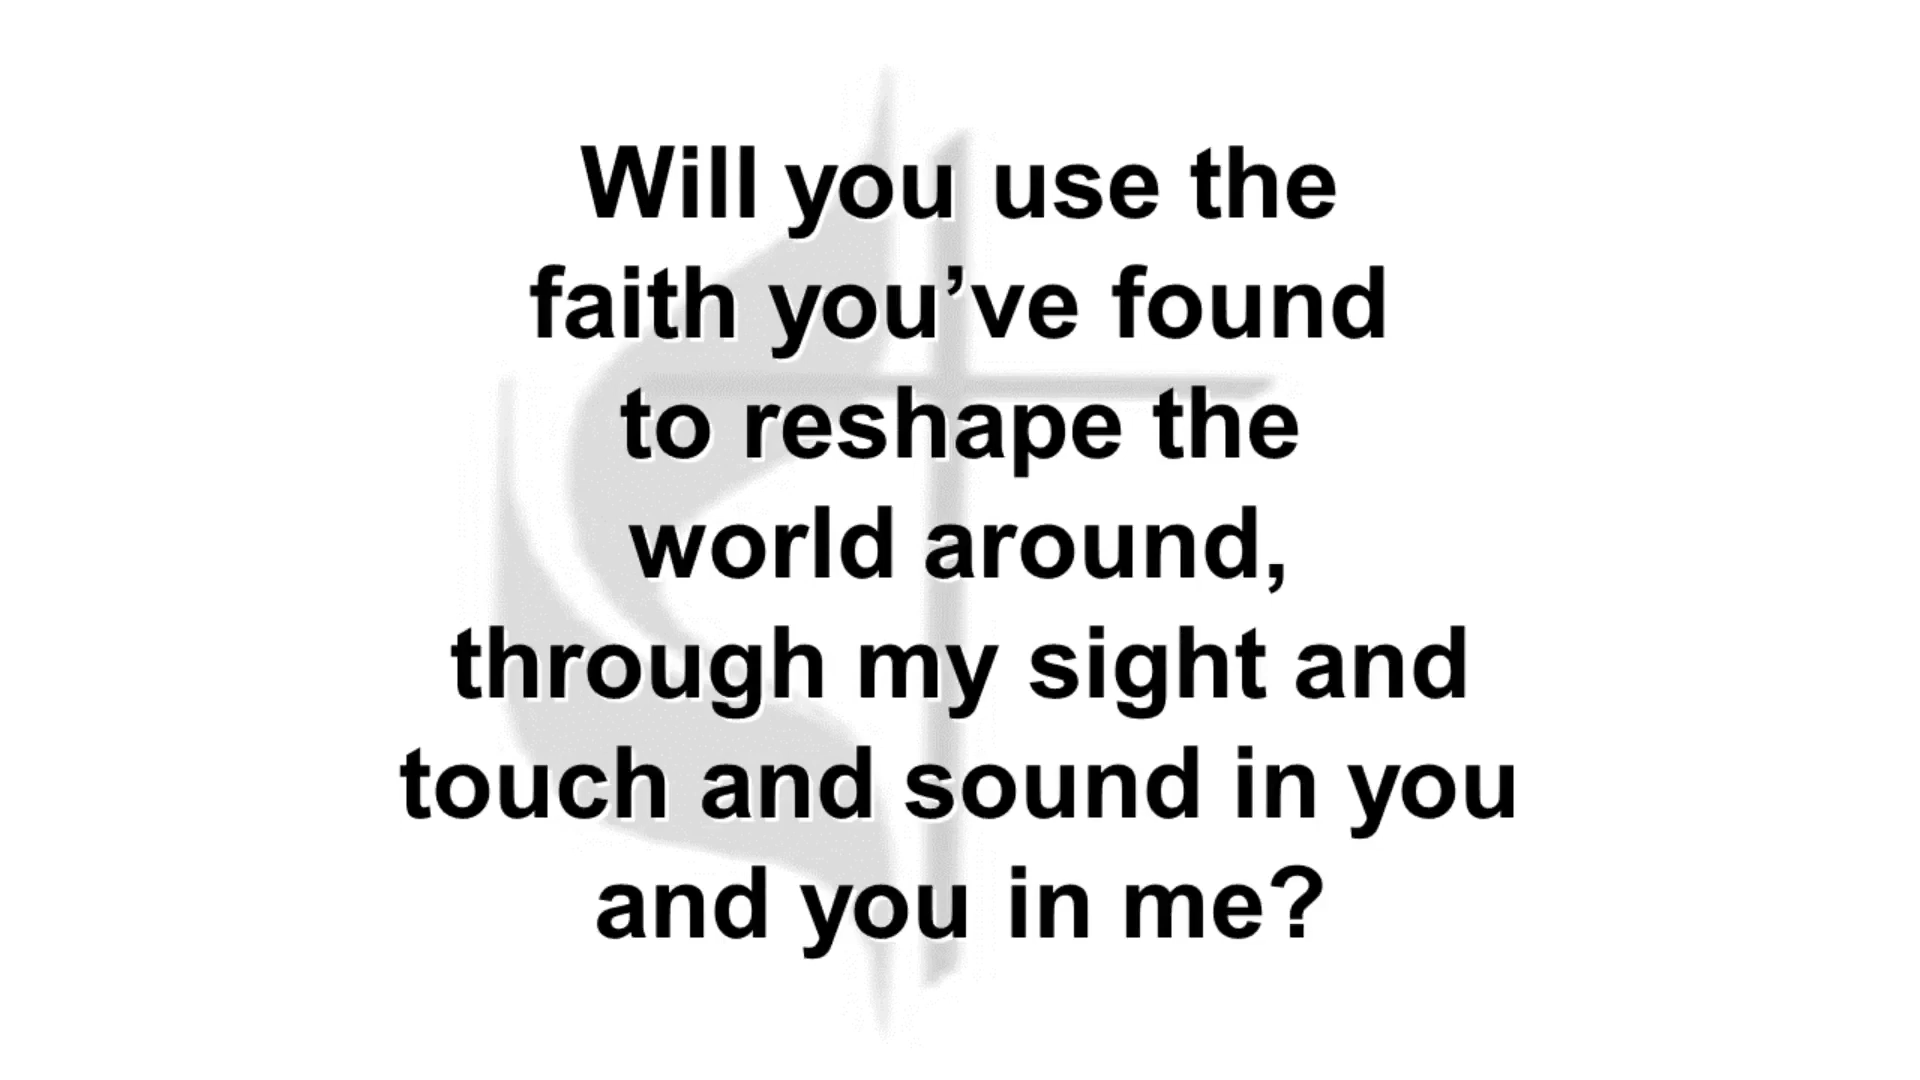 Will you use the
faith you’ve found
to reshape the
world around,
through my sight and
touch and sound in you
and you in me?